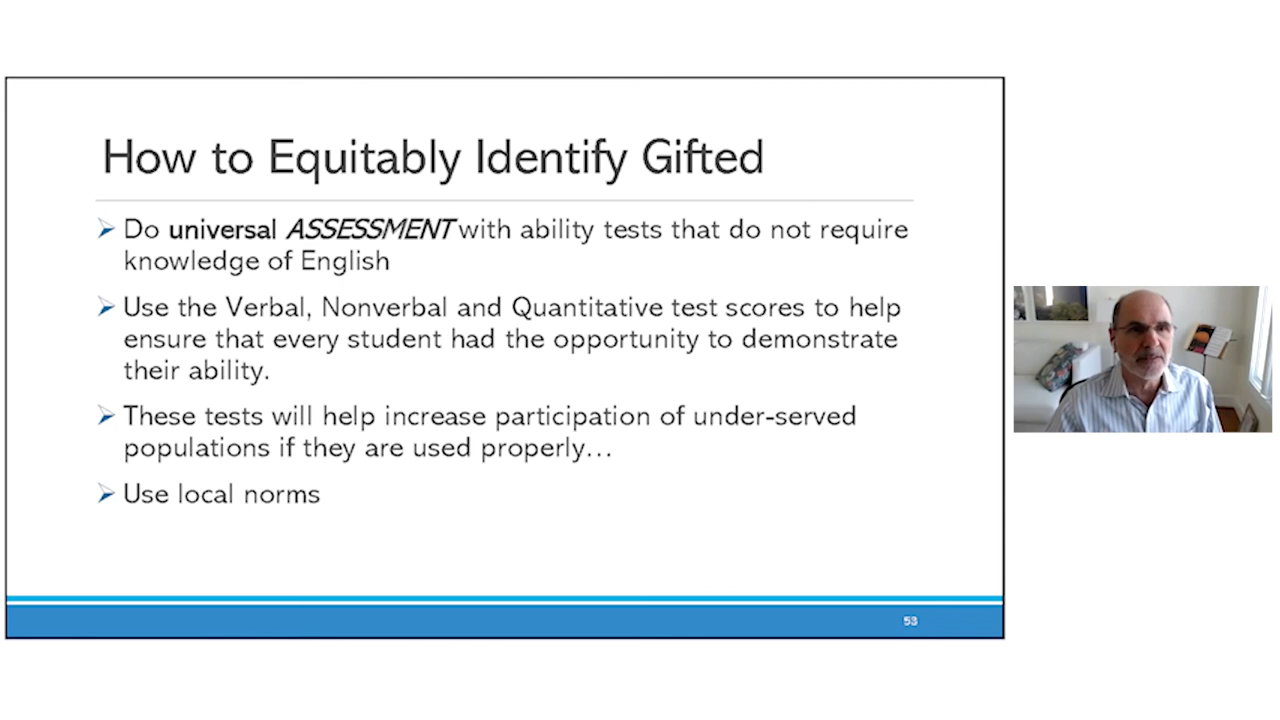 How to Equitably Identify Gifted
Do universal ASSESSMENT with ability tests that do not require
knowledge of English
Use the Verbal, Nonverbal and Quantitative test scores to help
ensure that every student had the opportunity to demonstrate
their ability.
These tests will help increase participation of under-served
populations if they are used properly…
Use local norms
53